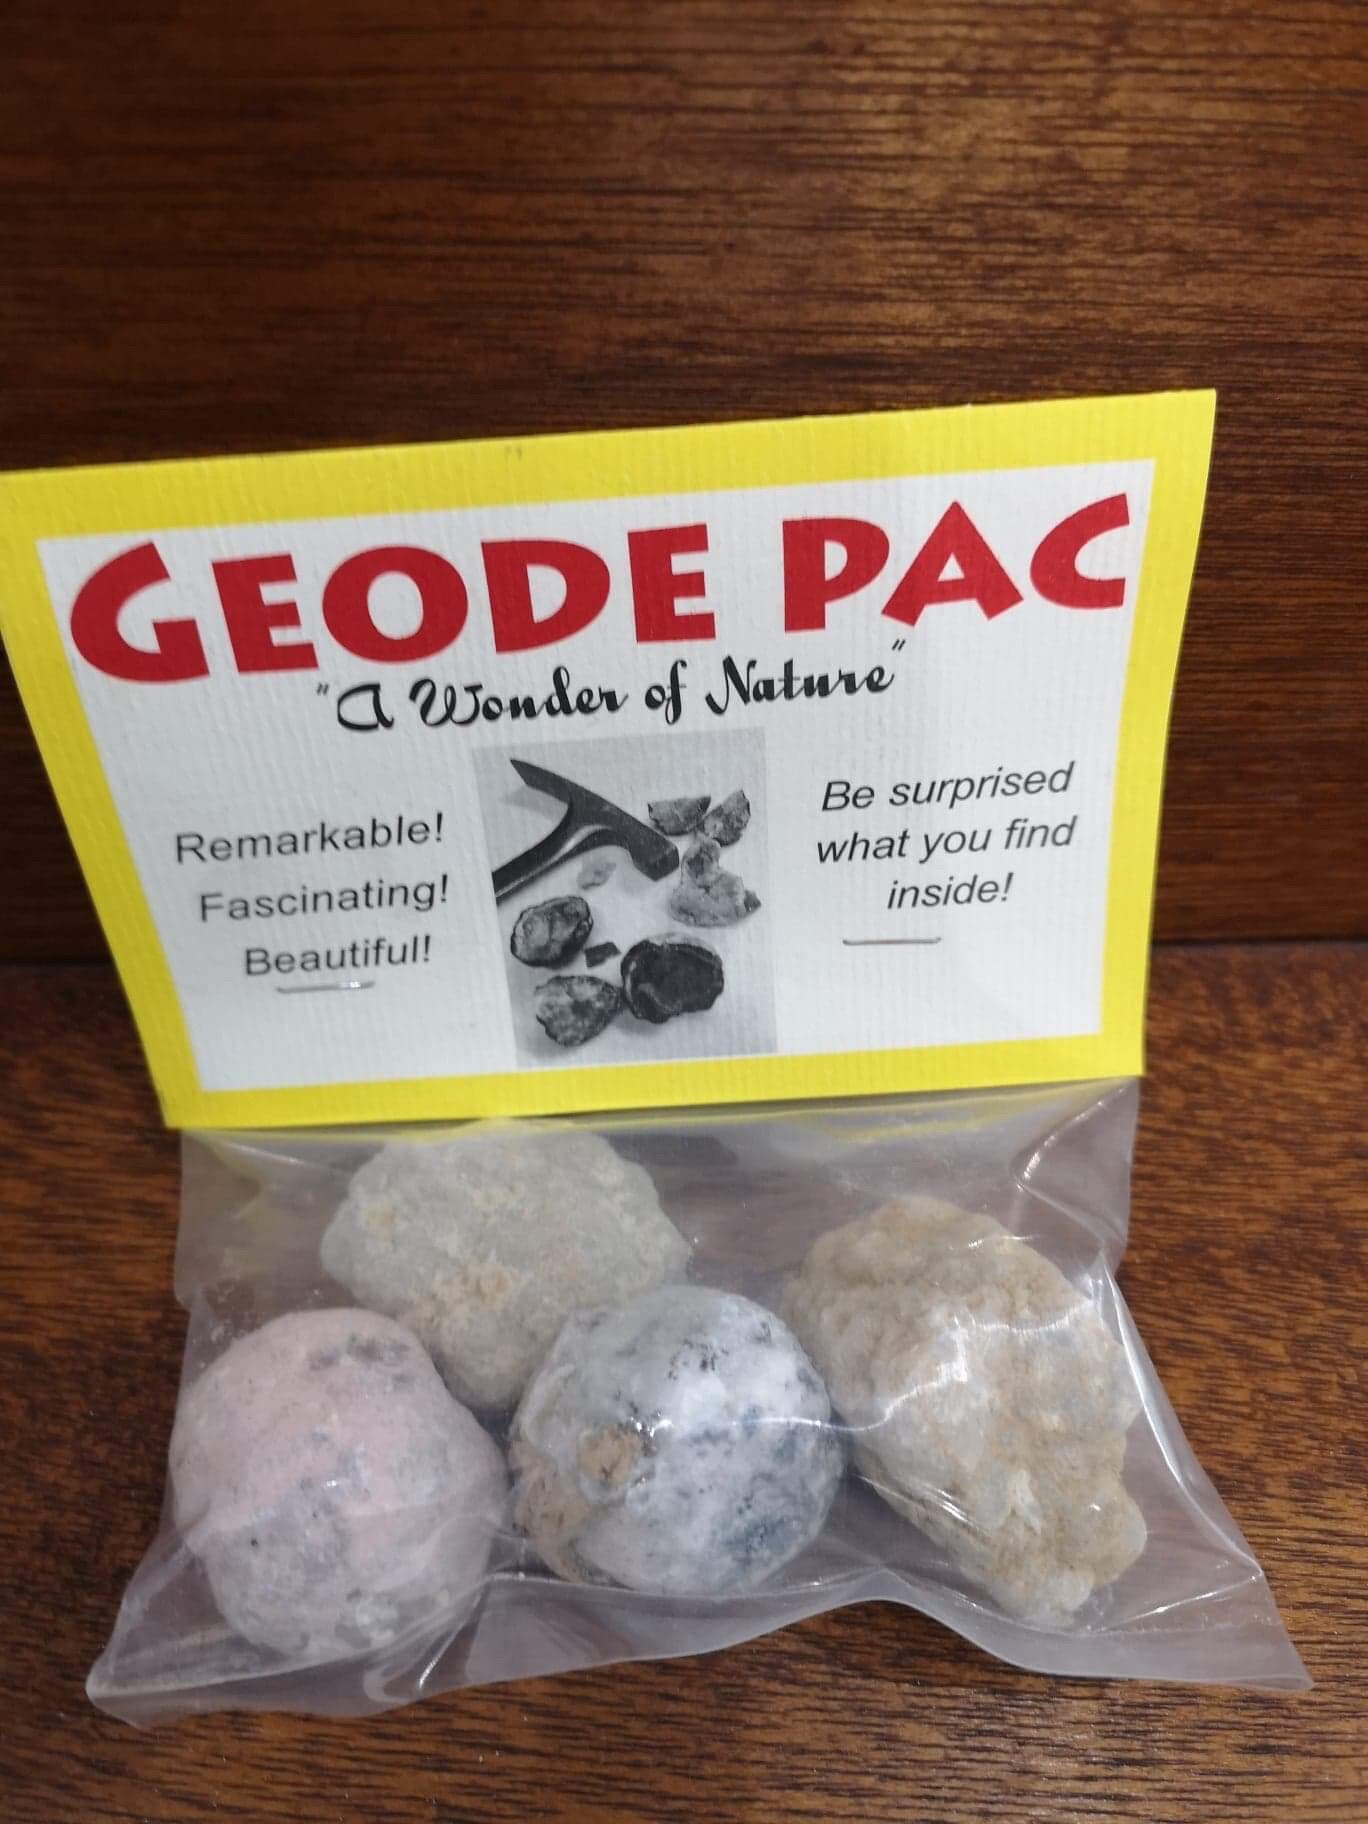 GEODE PAC
"A Wonder of Nature"
Remarkable!
Fascinating!
Beautiful!
Be surprised
what you find
inside!